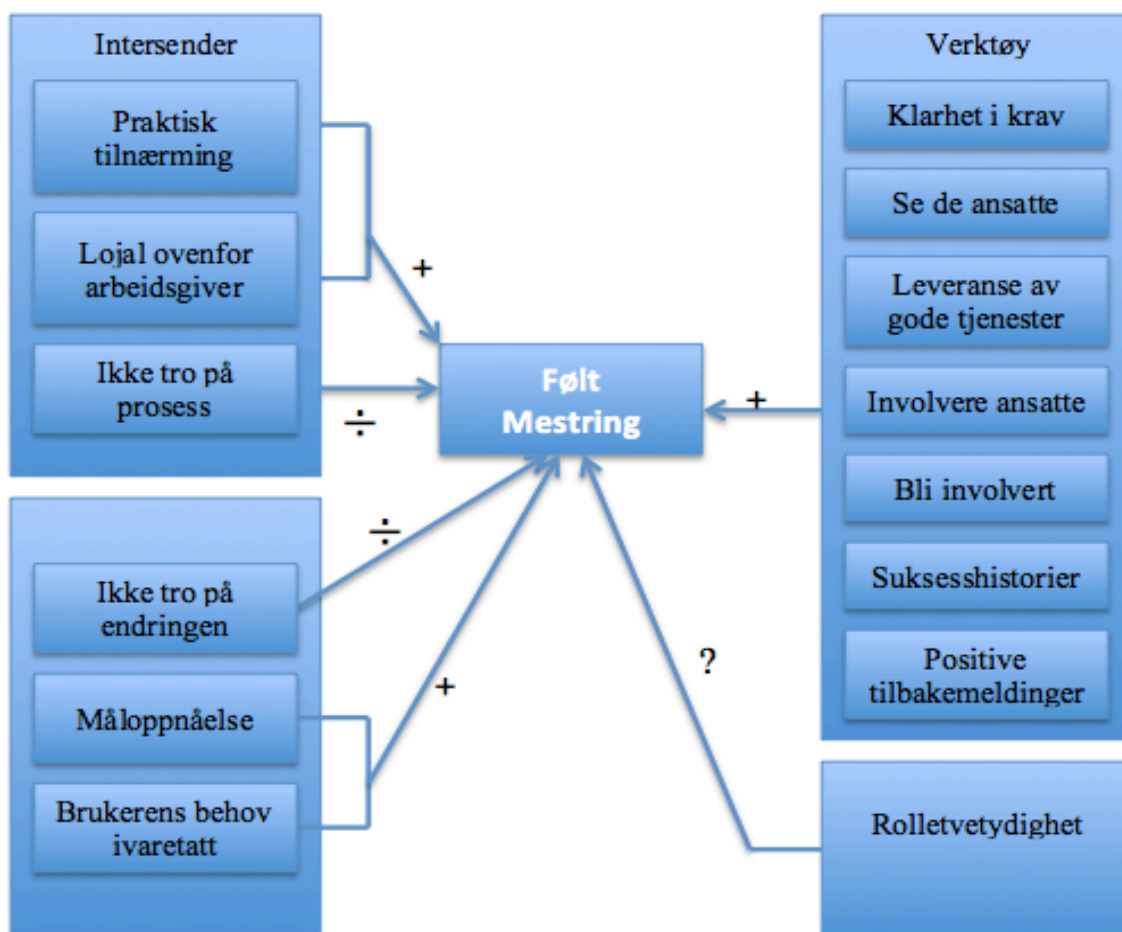 Intersender
Praktisk
tilnærming
Lojal ovenfor
arbeidsgiver
Ikke tro på
prosess
+
÷
Ikke tro på
endringen
Måloppnåelse
Brukerens behov
ivaretatt
÷
+
Følt
Mestring
+
?
Verktøy
Klarhet i krav
Se de ansatte
Leveranse av
gode tjenester
Involvere ansatte
Bli involvert
Suksesshistorier
Positive
tilbakemeldinger
Rolletvetydighet